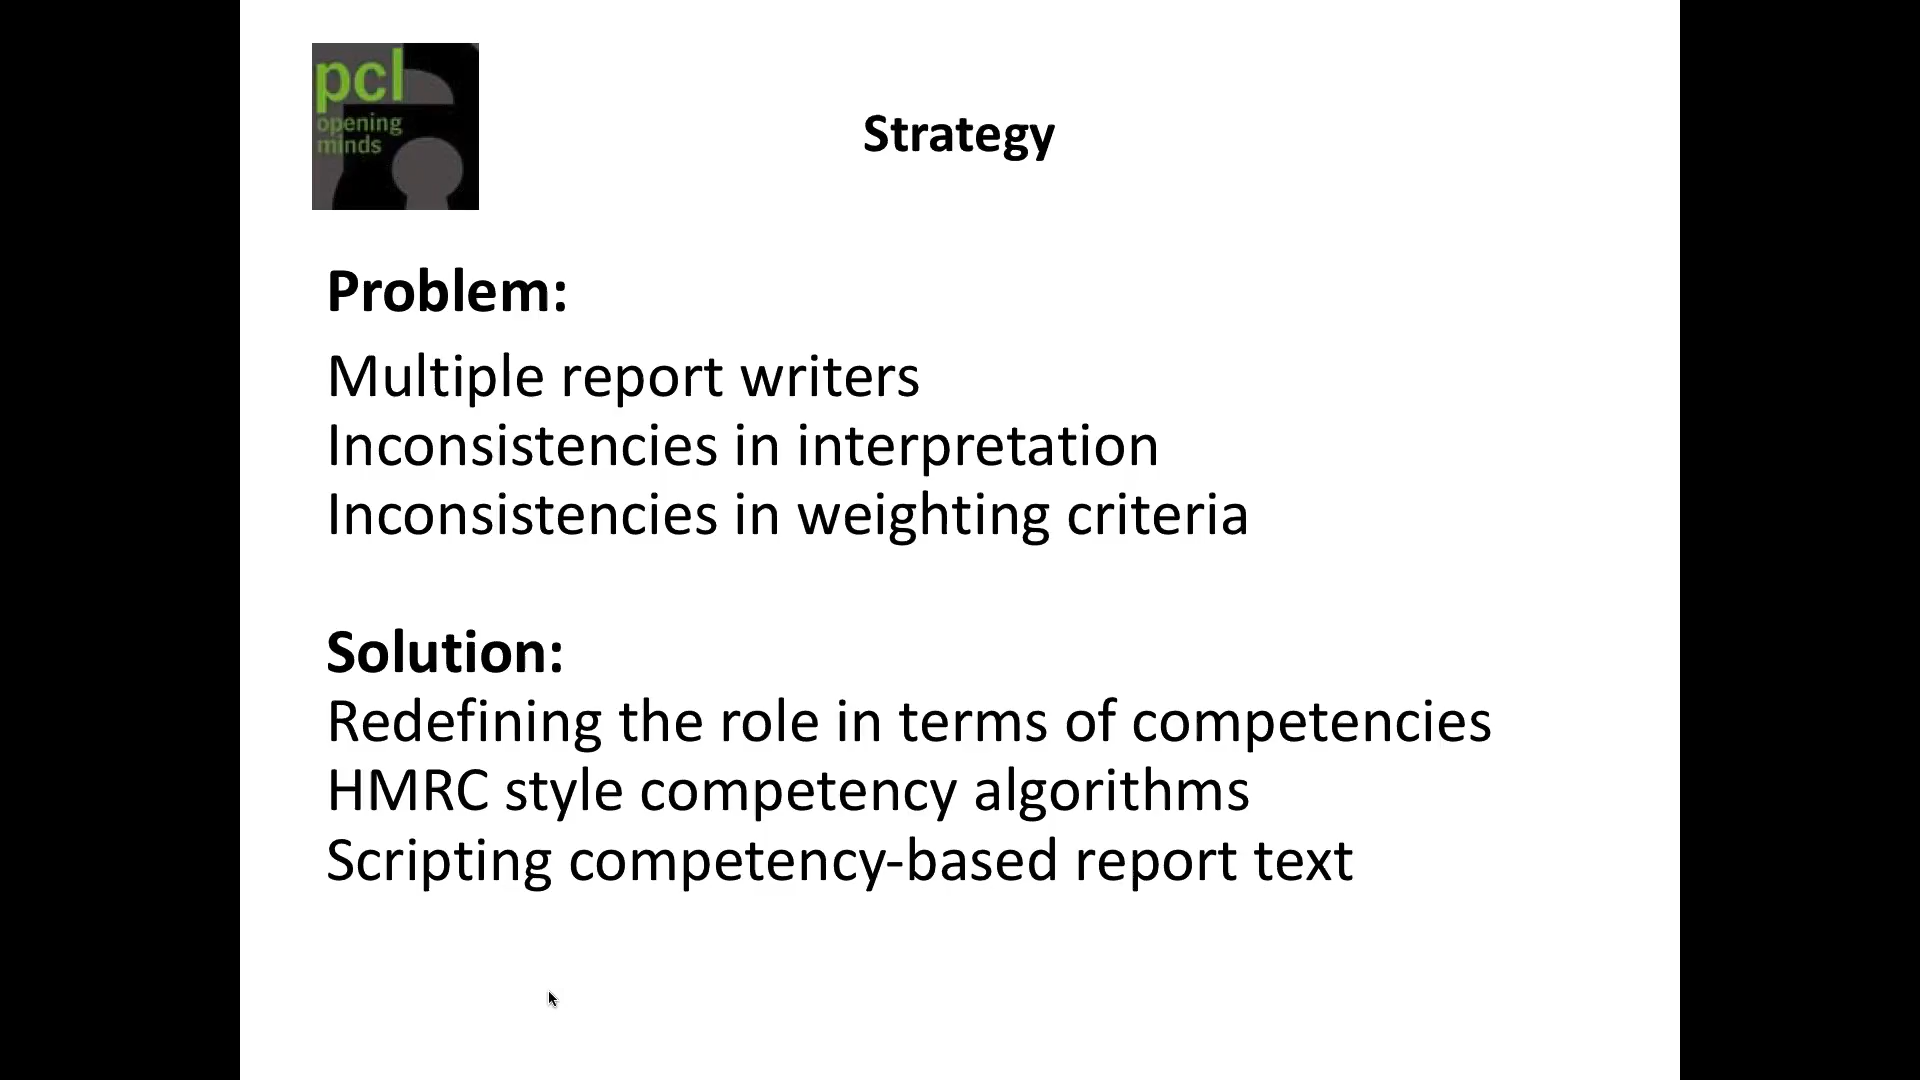 pcl
opening
minds
Strategy
Problem:
Multiple report writers
Inconsistencies in interpretation
Inconsistencies in weighting criteria
Solution:
Redefining the role in terms of competencies
HMRC style competency algorithms
Scripting competency-based report text